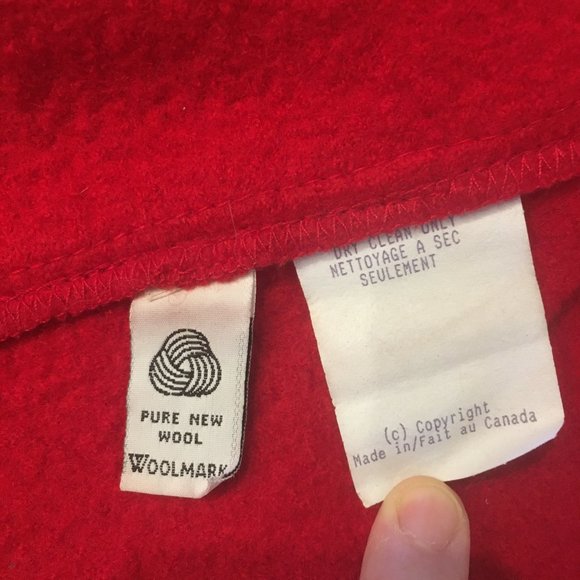 PURE NEW
WOOL
WOOLMARK
DRY CLEAN ONLY
NETTOYAGE A SEC
SEULEMENT
(c) Copyright
Made in/Fait au Canada